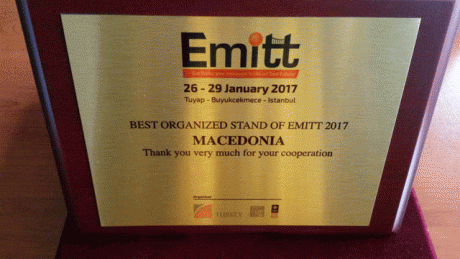 Emitt
26 - 29 January 2017
Tuyap - Buyukcekmece - Istanbul
BEST ORGANIZED STAND OF EMITT 2017
MACEDONIA
Thank you very much for your cooperation
TURKEY